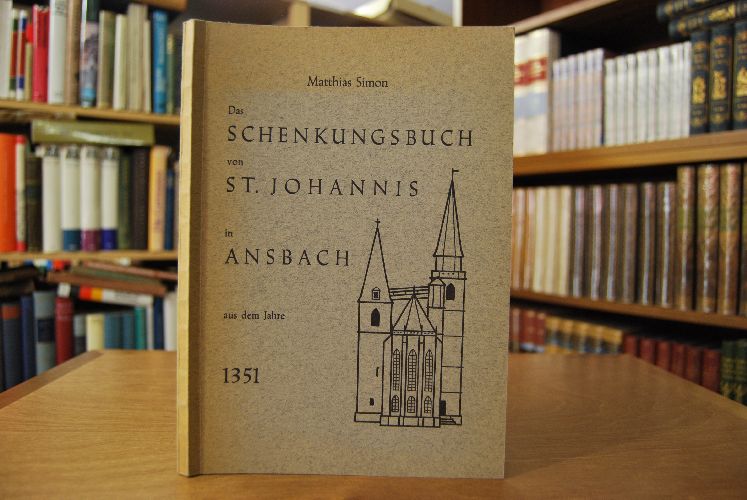 Matthias Simon
Das
SCHENKUNGSBUCH
von
ST. JOHANNIS
in
ANSBACH
aus dem Jahre
1351